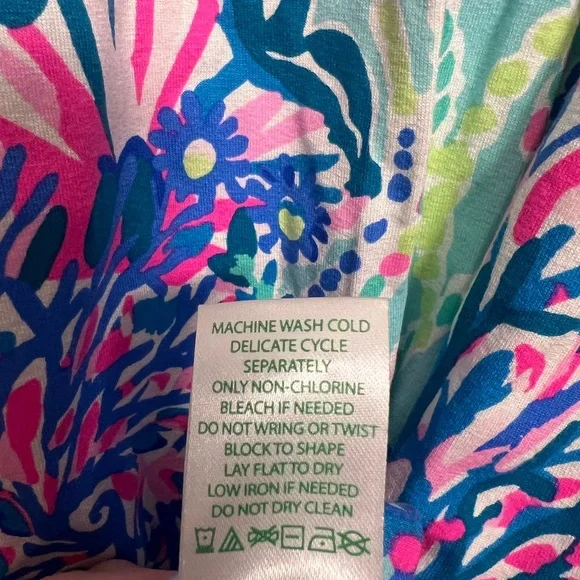 MACHINE WASH COLD
DELICATE CYCLE
SEPARATELY
ONLY NON-CHLORINE
BLEACH IF NEEDED
DO NOT WRING OR TWIST
BLOCK TO SHAPE
LAY FLAT TO DRY
LOW IRON IF NEEDED
DO NOT DRY CLEAN